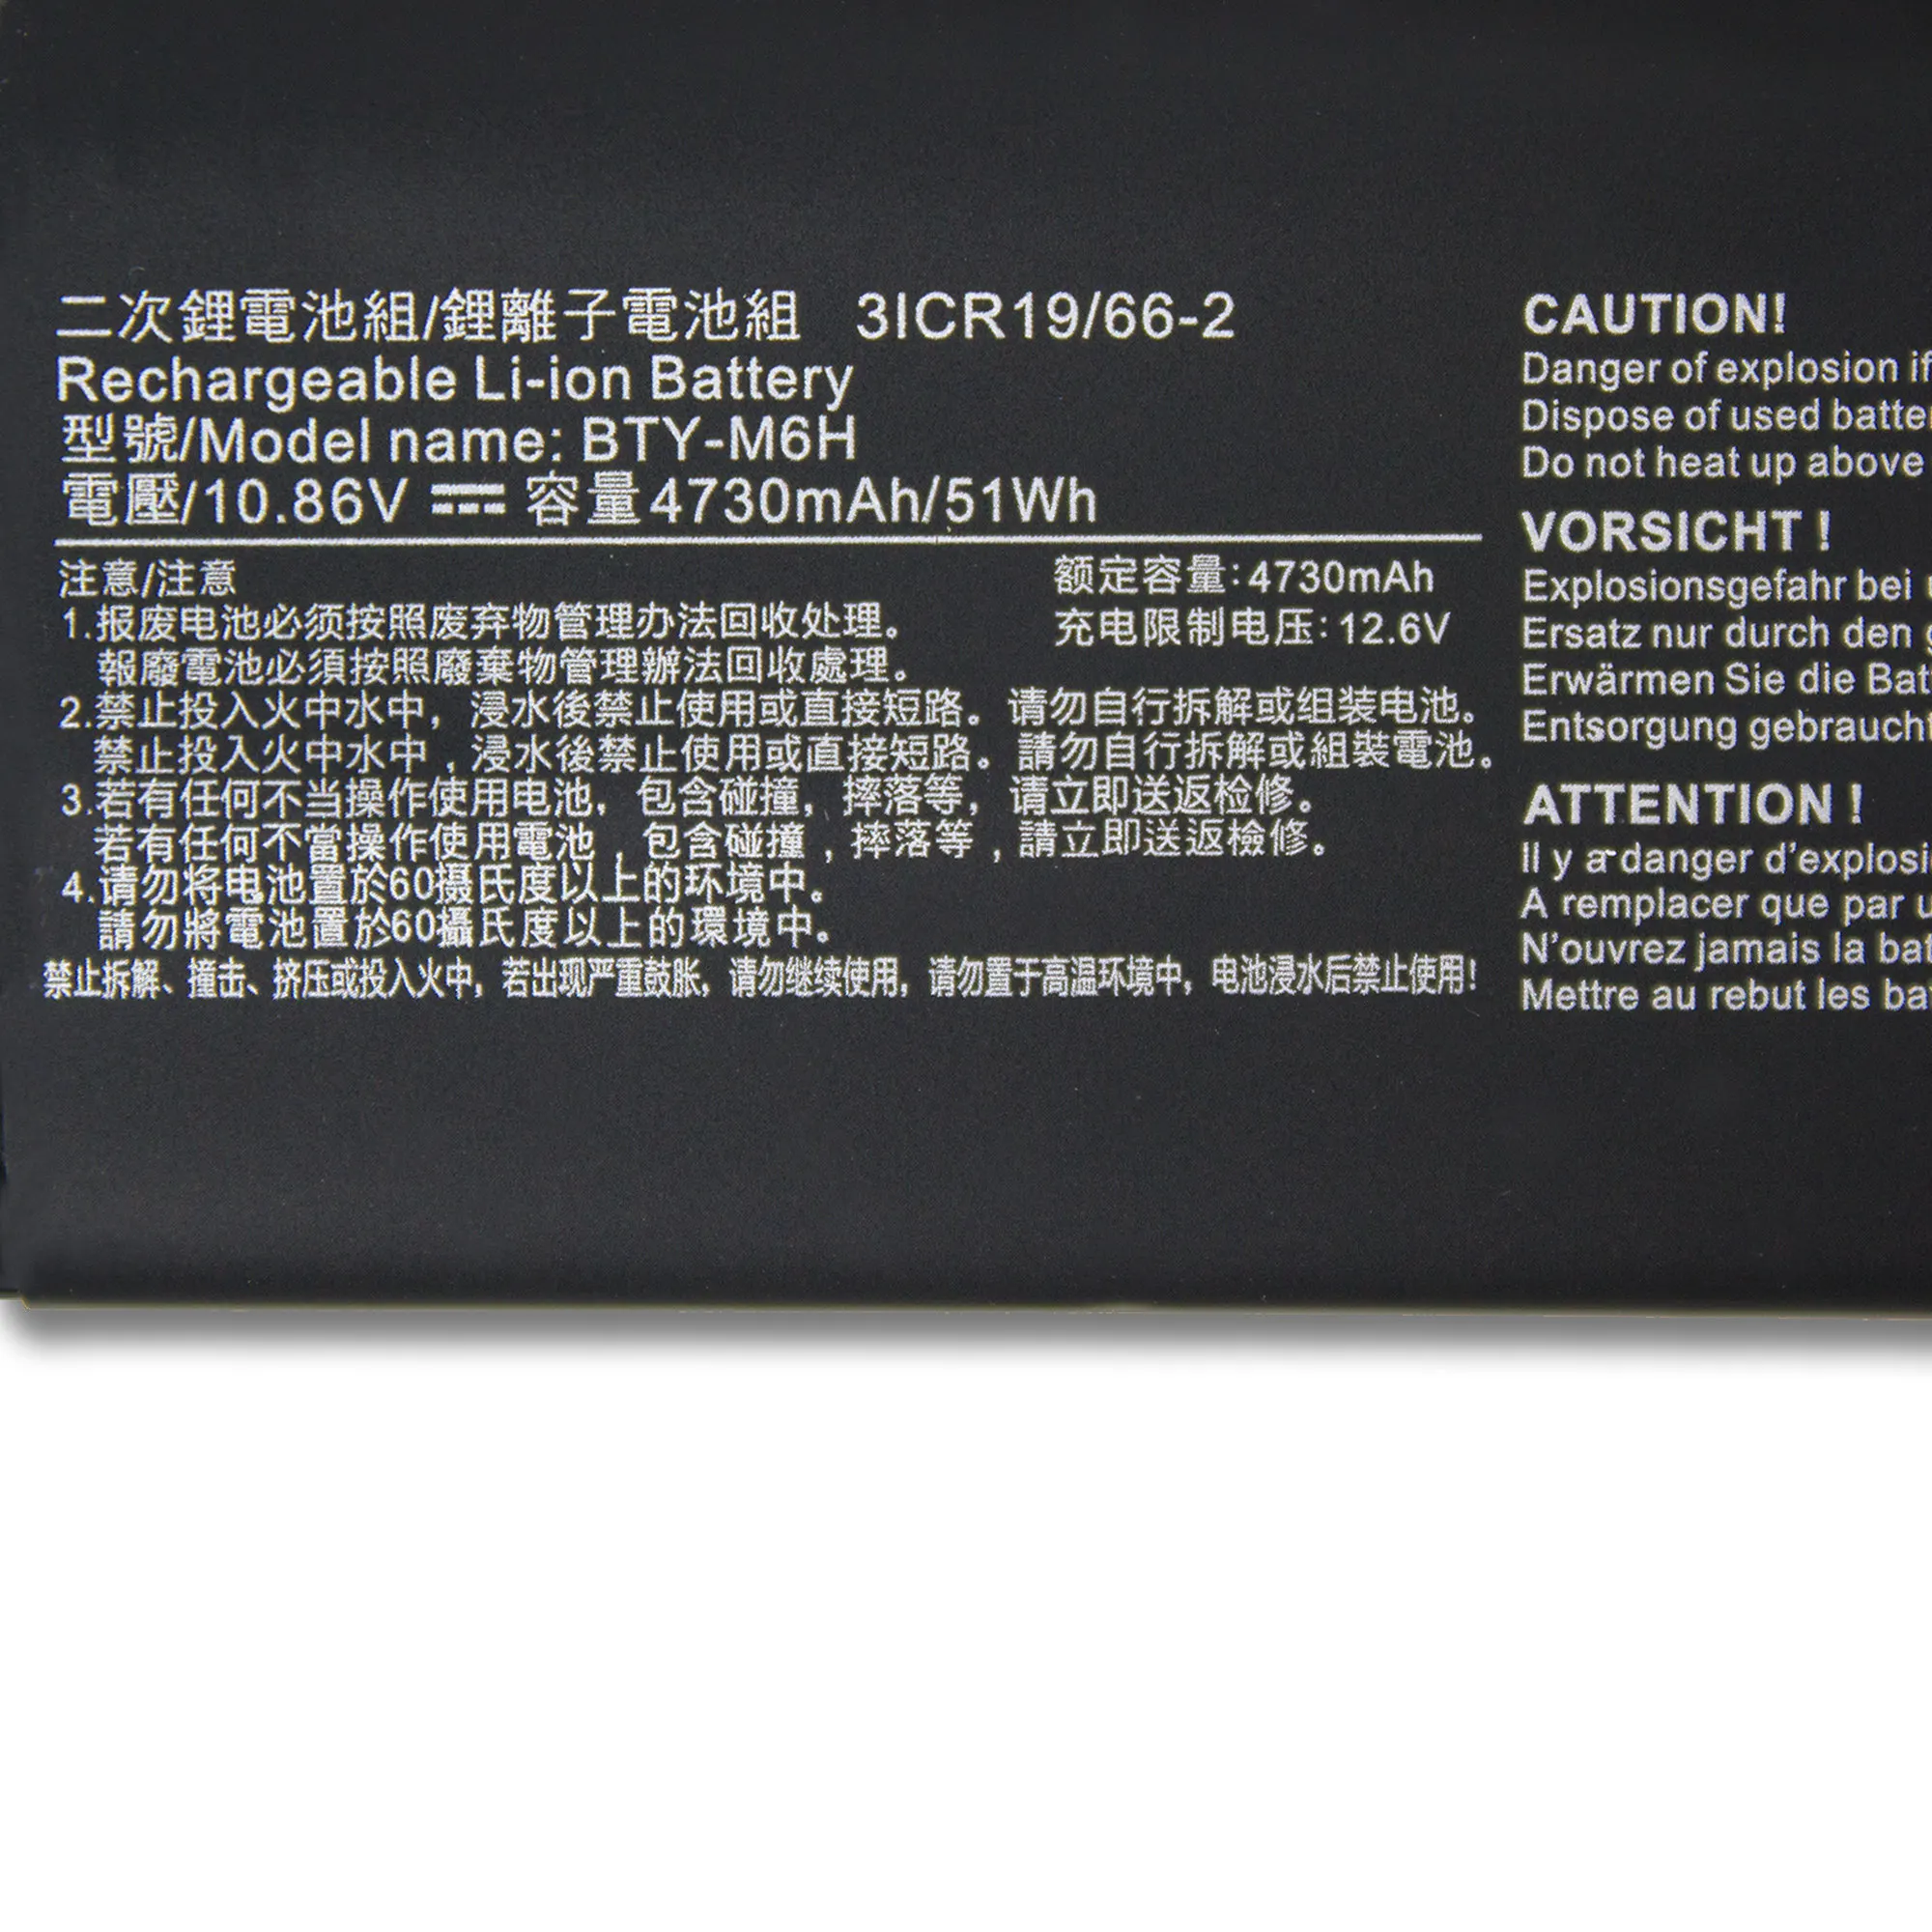 二次鋰電池組/鋰離子電池組 3ICR19/66-2
Rechargeable Li-ion Battery
型號/Model name: BTY-M6H
電壓/10.86V ⎓ 容量4730mAh/51Wh
注意/注意
额定容量:4730mAh
充电限制电压:12.6V
1.报废电池必须按照废弃物管理办法回收处理。
報廢電池必須按照廢棄物管理辦法回收處理。
2.禁止投入火中水中，浸水後禁止使用或直接短路。请勿自行拆解或组装电池。
禁止投入火中水中，浸水後禁止使用或直接短路。請勿自行拆解或組裝電池。
3.若有任何不当操作使用电池，包含碰撞，摔落等，请立即送返检修。
若有任何不當操作使用電池，包含碰撞，摔落等，請立即送返檢修。
4.请勿将电池置於60摄氏度以上的环境中。
請勿將電池置於60攝氏度以上的環境中。
禁止拆解、撞击、挤压或投入火中，若出现严重鼓胀，请勿继续使用，请勿置于高温环境中，电池浸水后禁止使用！
CAUTION!
Danger of explosion if
Dispose of used
Do not heat up above
VORSICHT !
Explosionsgefahr bei
Ersatz nur durch den
Erwärmen Sie die
Entsorgung
ATTENTION !
Il y a danger
A remplacer que par
N'ouvrez jamais la
Mettre au rebut les